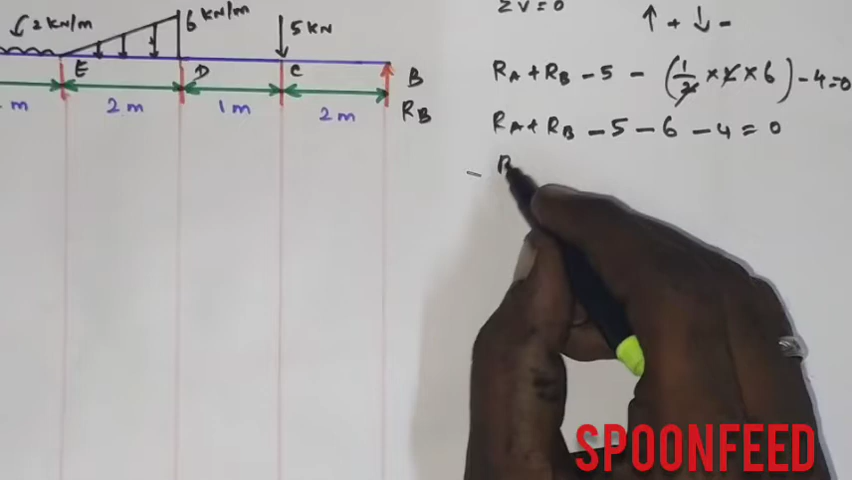 ΣV=0
↑+ ↓-
2 kN/m 6 kN/m 5 kN
E D C B
m 2 m 1 m 2 m RB
RA + RB - 5 - (1/2 × 2 × 6) - 4 = 0
RA + RB - 5 - 6 - 4 = 0
SPOONFEED